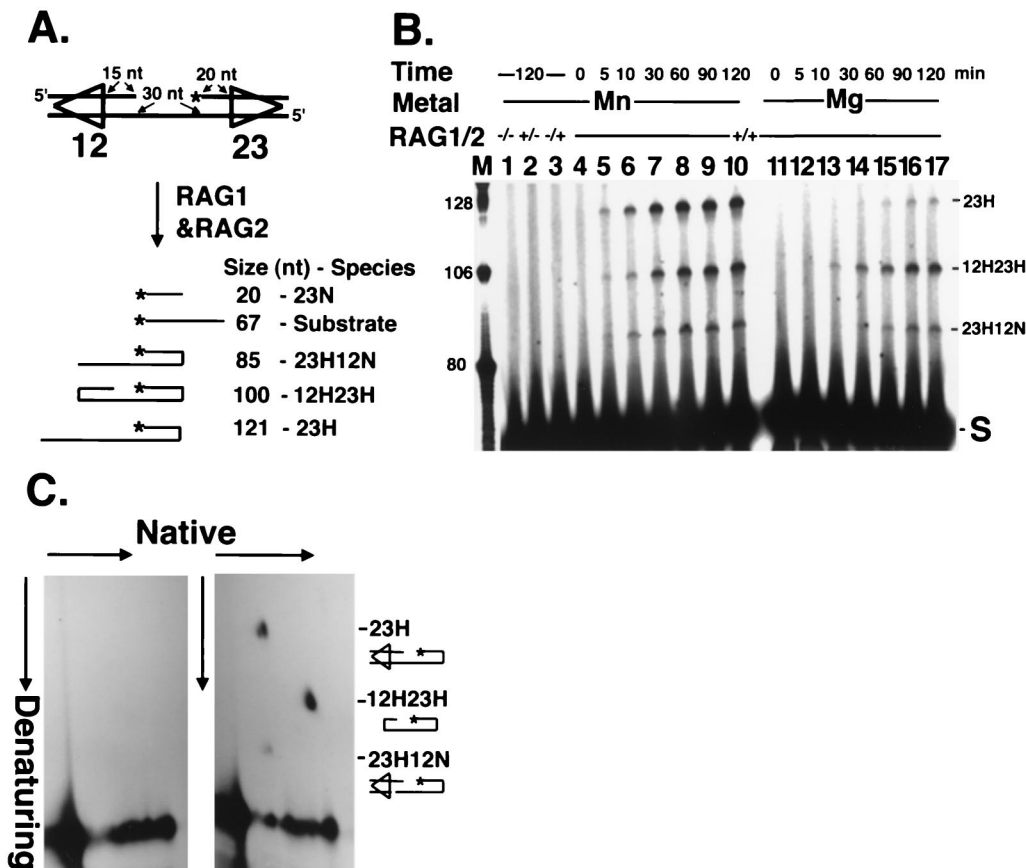 A.
15 nt 20 nt
5' * 30 nt
5'
12 23
RAG1
&RAG2
Size (nt) - Species
* 20 - 23N
* 67 - Substrate
* 85 - 23H12N
* 100 - 12H23H
* 121 - 23H
B.
Time 120 0 5 10 30 60 90 120 0 5 10 30 60 90 120 min
Metal Mn Mg
RAG1/2 -/- +/- -/+ +/+
M 1 2 3 4 5 6 7 8 9 10 11 12 13 14 15 16 17
128
106
80
-23H
-12H23H
-23H12N
-S
C.
Native
Denaturing
-23H
*
-12H23H
*
-23H12N
*